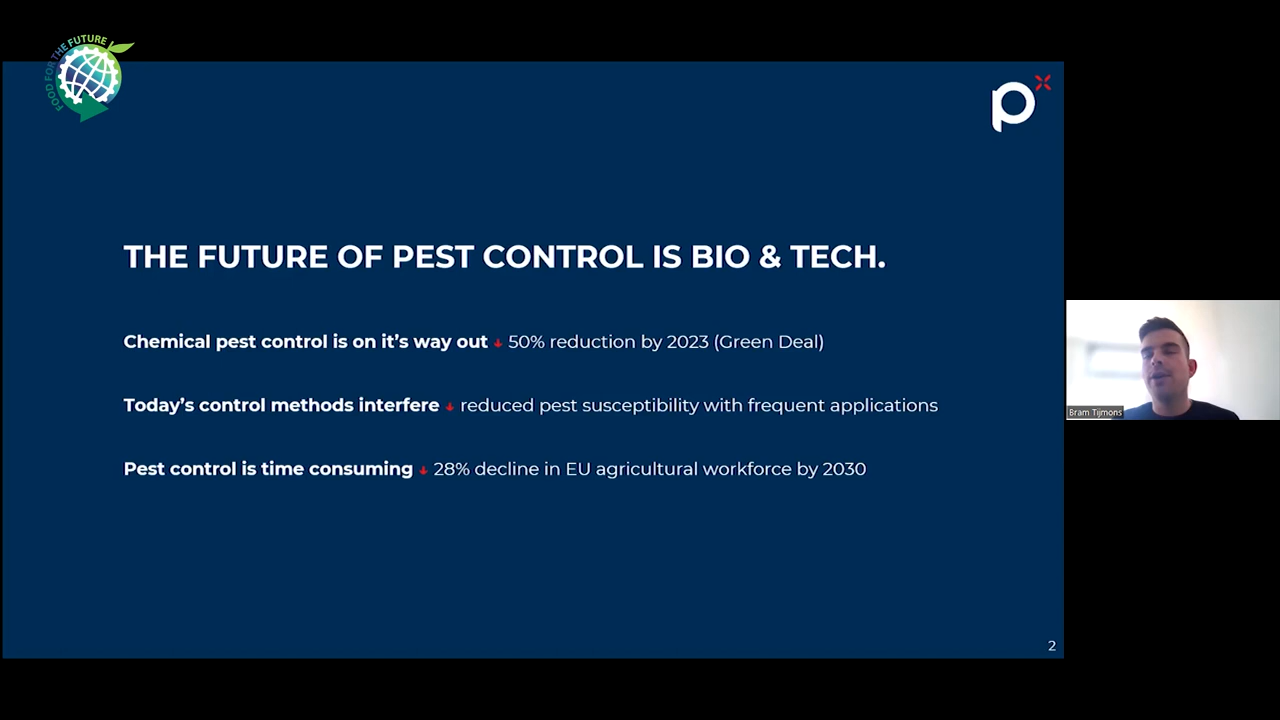 FOOD FOR THE FUTURE
p
THE FUTURE OF PEST CONTROL IS BIO & TECH.
Chemical pest control is on it's way out ↓ 50% reduction by 2023 (Green Deal)
Today's control methods interfere ↓ reduced pest susceptibility with frequent applications
Pest control is time consuming ↓ 28% decline in EU agricultural workforce by 2030
Bram Tijmons
2